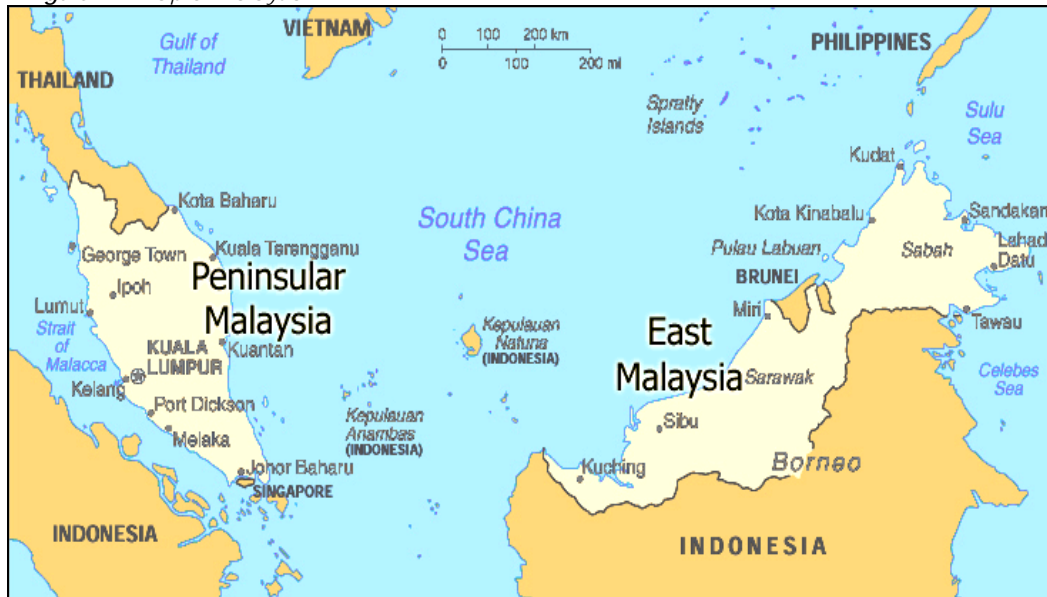 VIETNAM
Gulf of
Thailand
THAILAND
0 100 200 km
0 100 200 mi
PHILIPPINES
Spratly
Islands
Sulu
Sea
Kudat
Kota Baharu
South China
Sea
Kota Kinabalu
Sandakan
George Town
Kuala Terengganu
Pulau Labuan
Sabah
Lahad
Datu
Peninsular
Malaysia
Ipoh
BRUNEI
Lumut
Miri
Tawau
Strait
of
Malacca
Kepulauan
Natuna
(INDONESIA)
East
Malaysia
KUALA
LUMPUR
Kuantan
Kelang
Sarawak
Celebes
Sea
Port Dickson
Melaka
Kepulauan
Anambas
(INDONESIA)
Sibu
Johor Baharu
SINGAPORE
Kuching
Borneo
INDONESIA
INDONESIA